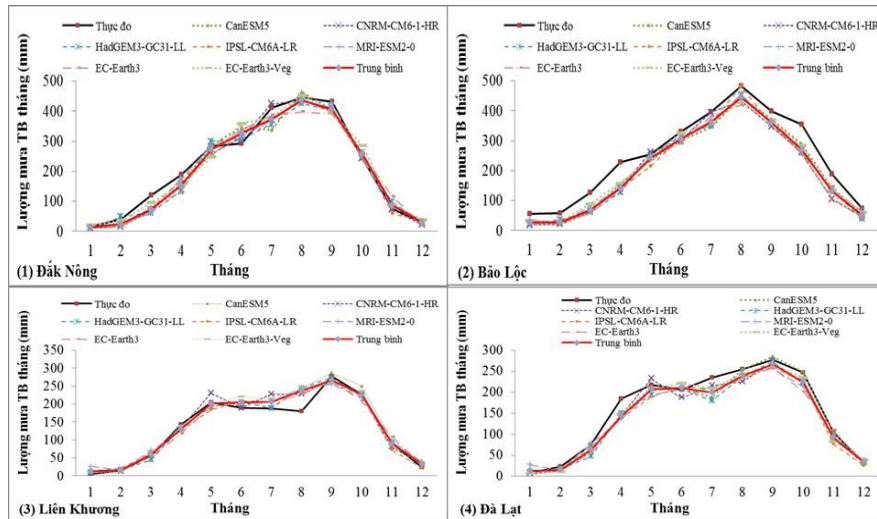 Thực đo CanESM5 CNRM-CM6-1-HR
HadGEM3-GC31-LL IPSL-CM6A-LR MRI-ESM2-0
EC-Earth3 EC-Earth3-Veg Trung bình
Lượng mưa TB tháng (mm)
500
400
300
200
100
0
1 2 3 4 5 6 7 8 9 10 11 12
(1) Đắk Nông Tháng
Thực đo CanESM5 CNRM-CM6-1-HR
HadGEM3-GC31-LL IPSL-CM6A-LR MRI-ESM2-0
EC-Earth3 EC-Earth3-Veg Trung bình
Lượng mưa TB tháng (mm)
500
400
300
200
100
0
1 2 3 4 5 6 7 8 9 10 11 12
(2) Bảo Lộc Tháng
Thực đo CanESM5 CNRM-CM6-1-HR
HadGEM3-GC31-LL IPSL-CM6A-LR MRI-ESM2-0
EC-Earth3 EC-Earth3-Veg Trung bình
Lượng mưa TB tháng (mm)
350
300
250
200
150
100
50
0
1 2 3 4 5 6 7 8 9 10 11 12
(3) Liên Khương Tháng
Thực đo CanESM5
CNRM-CM6-1-HR HadGEM3-GC31-LL
IPSL-CM6A-LR MRI-ESM2-0
EC-Earth3 EC-Earth3-Veg
Trung bình
Lượng mưa TB tháng (mm)
300
250
200
150
100
50
0
1 2 3 4 5 6 7 8 9 10 11 12
Tháng (4) Đà Lạt